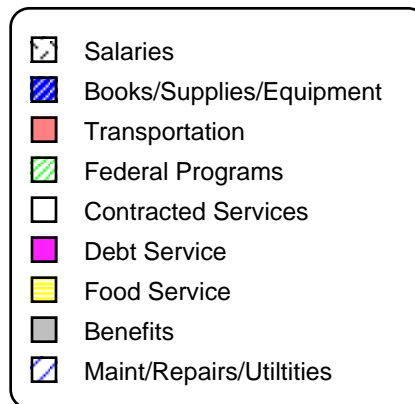 Salaries
Books/Supplies/Equipment
Transportation
Federal Programs
Contracted Services
Debt Service
Food Service
Benefits
Maint/Repairs/Utiltities